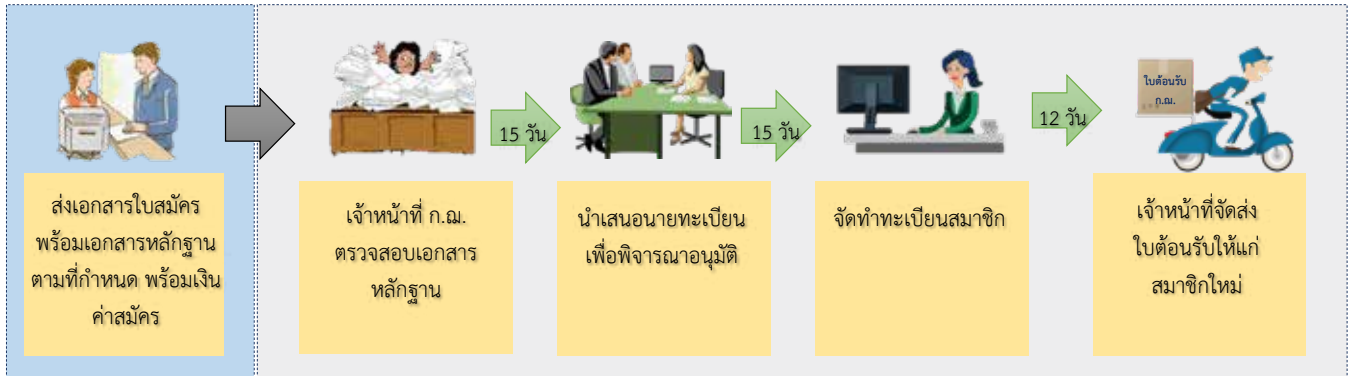 ส่งเอกสารใบสมัคร
พร้อมเอกสารหลักฐาน
ตามที่กำหนด พร้อมเงิน
ค่าสมัคร
เจ้าหน้าที่ ก.ฌ.
ตรวจสอบเอกสาร
หลักฐาน
15 วัน
นำเสนอนายทะเบียน
เพื่อพิจารณาอนุมัติ
15 วัน
จัดทำทะเบียนสมาชิก
12 วัน
ใบต้อนรับ
ก.ฌ.
เจ้าหน้าที่จัดส่ง
ใบต้อนรับให้แก่
สมาชิกใหม่